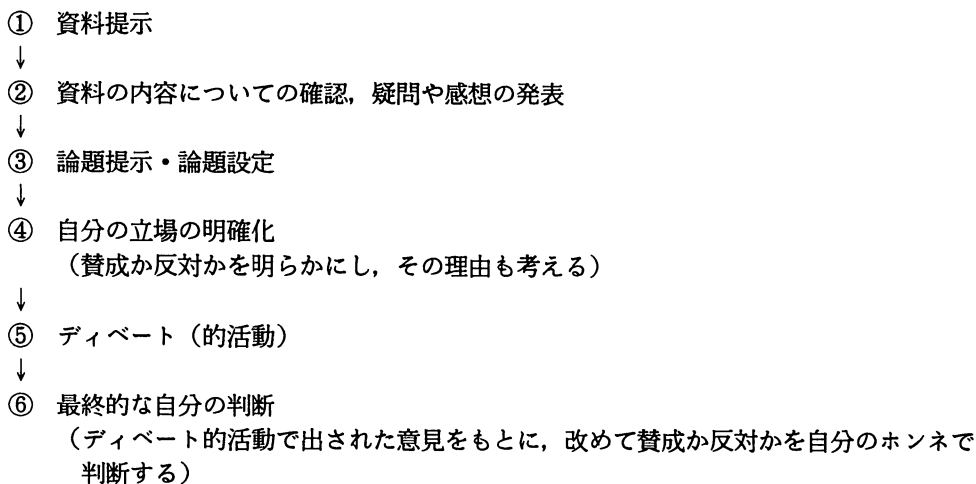 ① 資料提示
↓
② 資料の内容についての確認，疑問や感想の発表
↓
③ 論題提示・論題設定
↓
④ 自分の立場の明確化
（賛成か反対かを明らかにし，その理由も考える）
↓
⑤ ディベート（的活動）
↓
⑥ 最終的な自分の判断
（ディベート的活動で出された意見をもとに，改めて賛成か反対かを自分のホンネで
判断する）